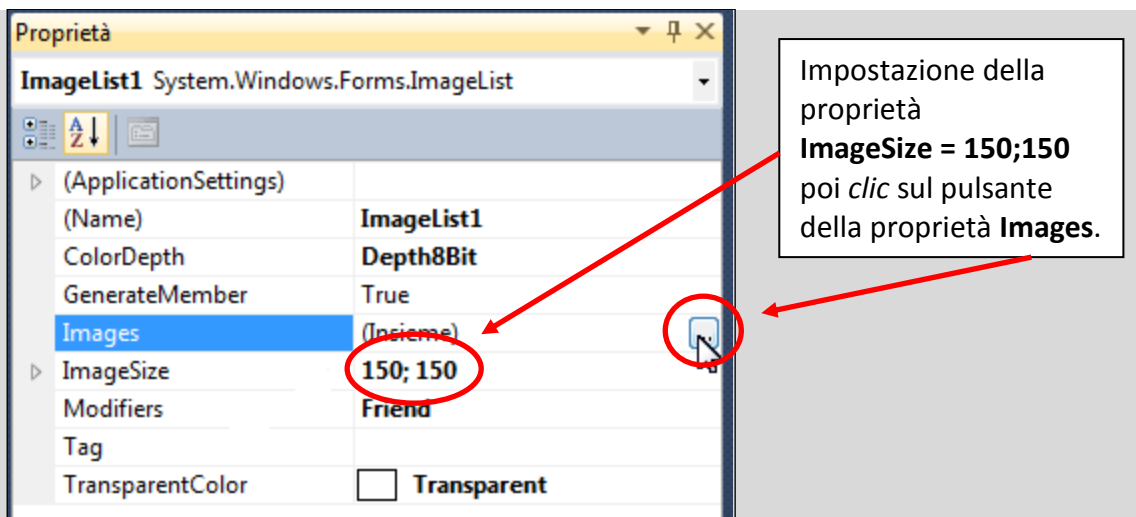 Proprietà
ImageList1 System.Windows.Forms.ImageList
A
Z
(ApplicationSettings)
(Name) ImageList1
ColorDepth Depth8Bit
GenerateMember True
Images (Insieme)
ImageSize 150; 150
Modifiers Friend
Tag
TransparentColor Transparent
Impostazione della
proprietà
ImageSize = 150;150
poi clic sul pulsante
della proprietà Images.